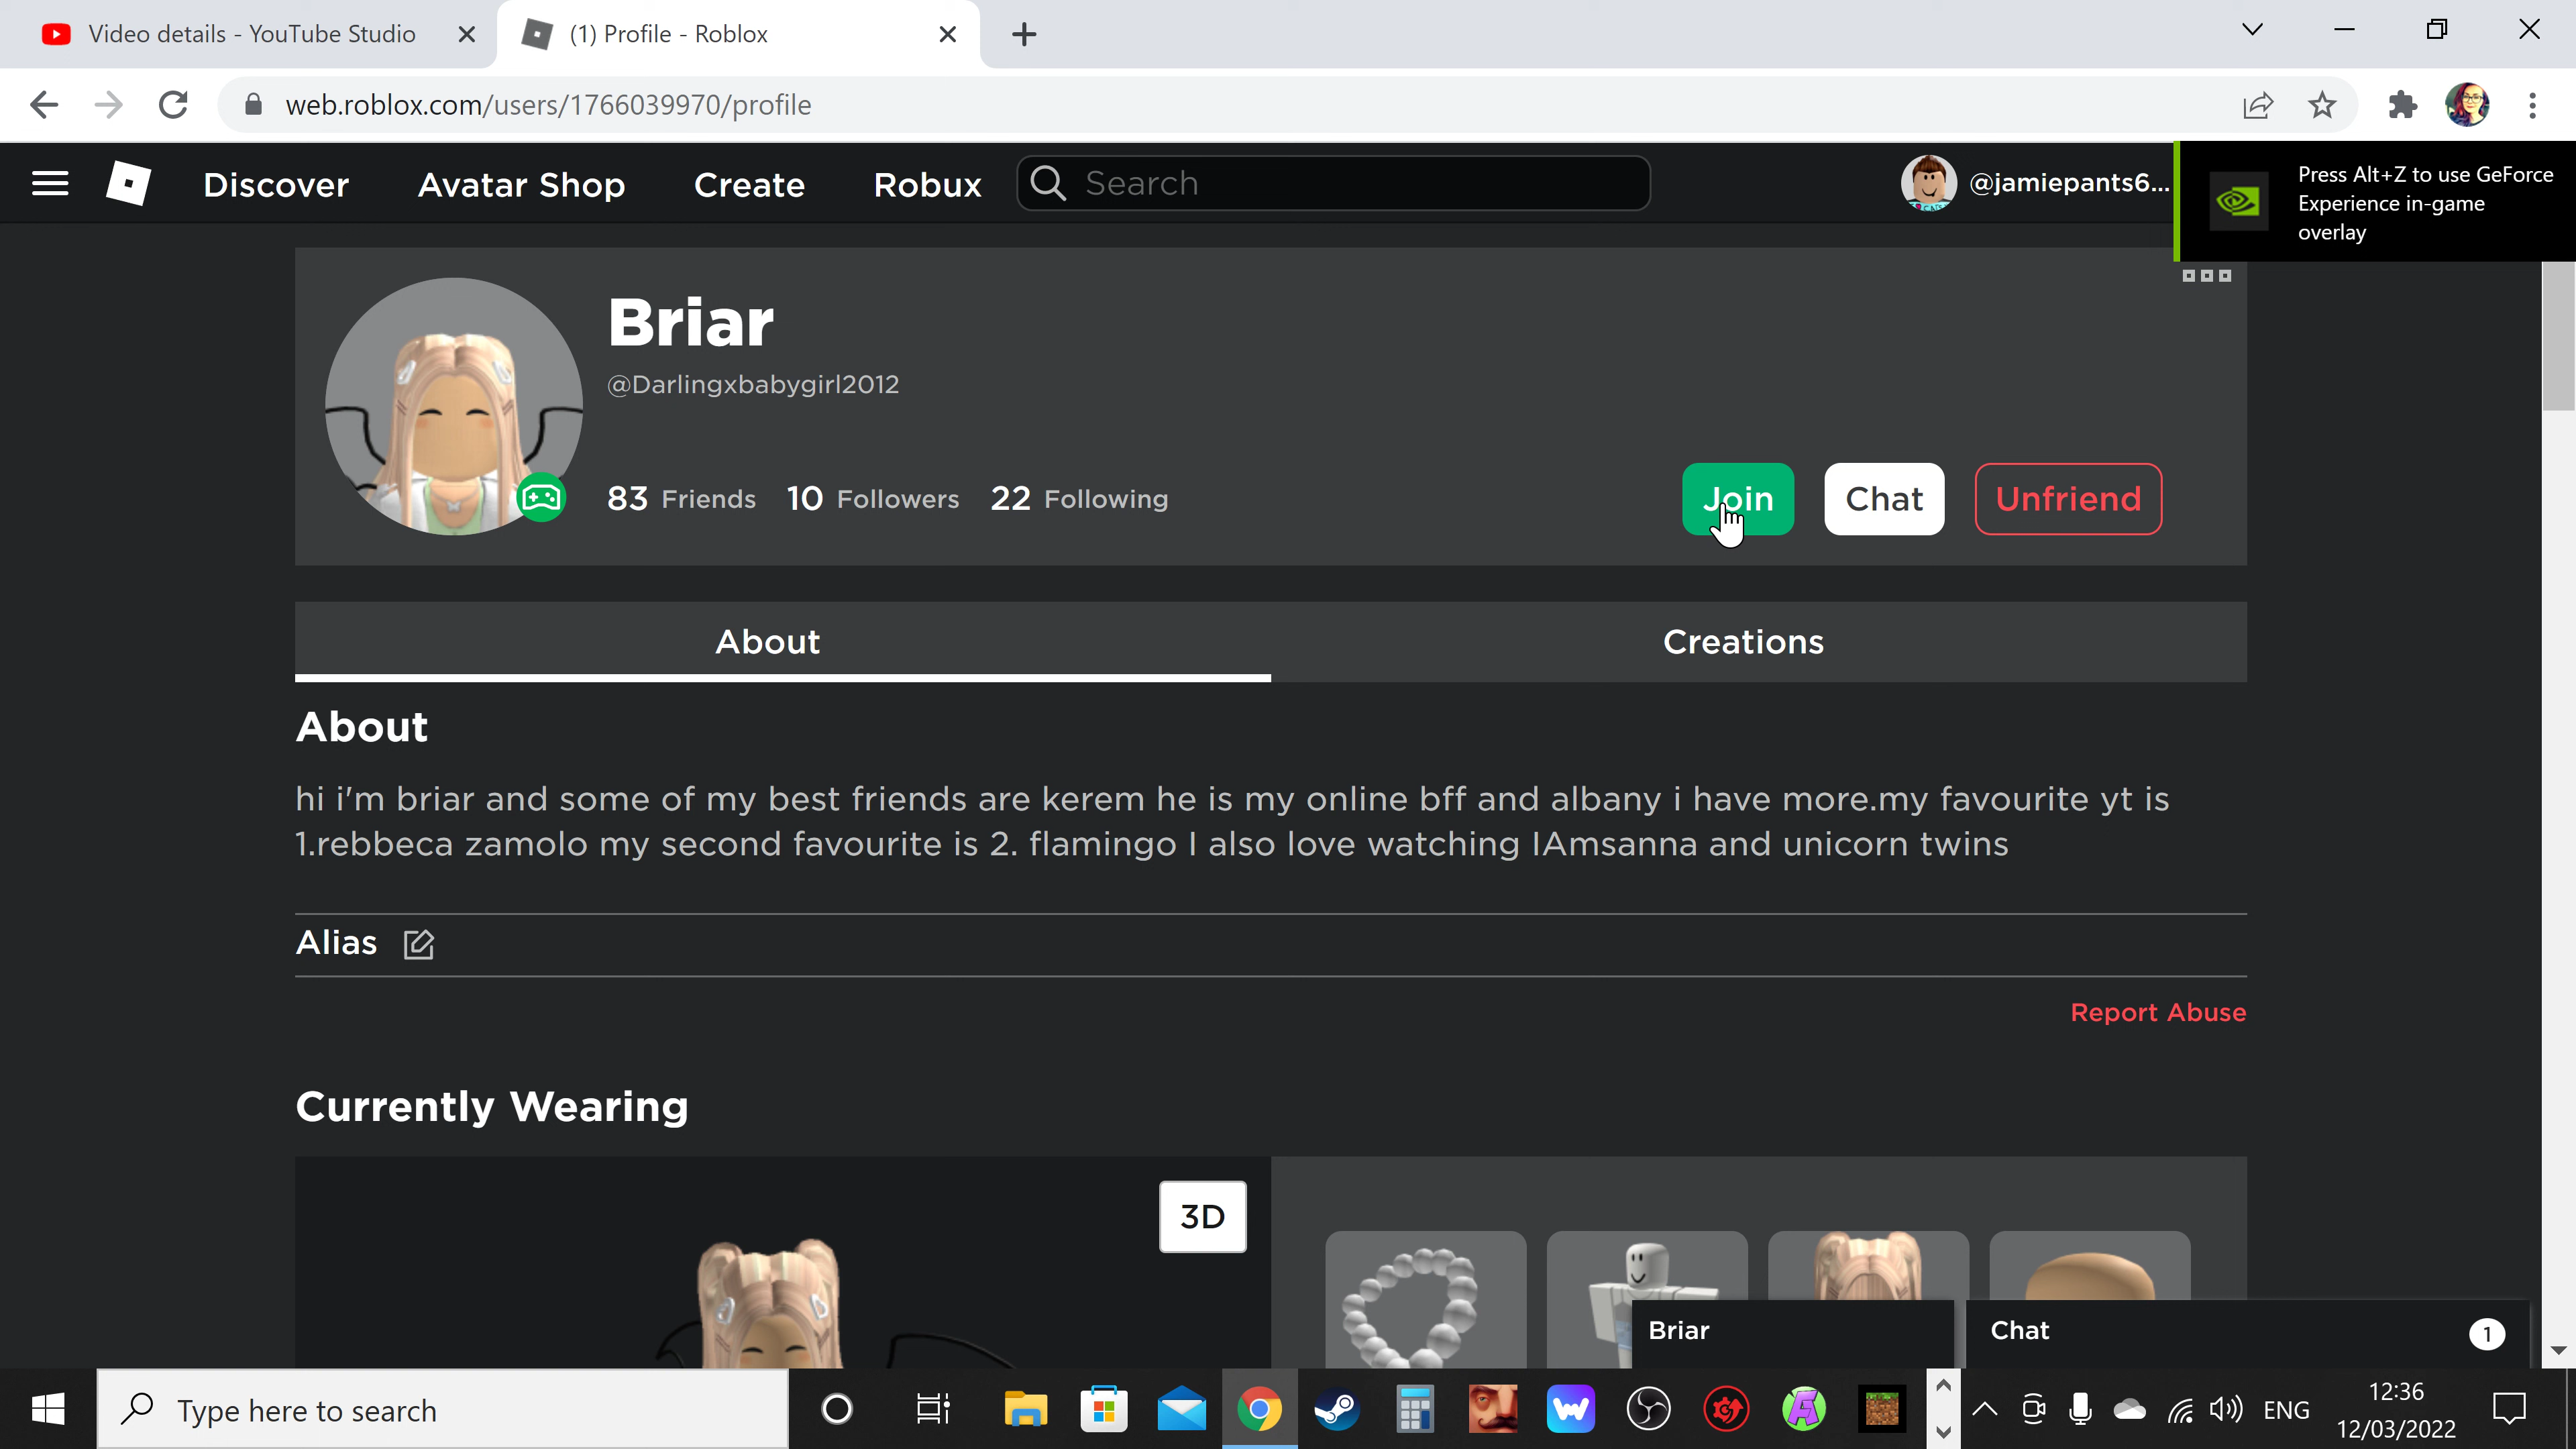 Video details - YouTube Studio
(1) Profile - Roblox
web.roblox.com/users/1766039970/profile
Discover
Avatar Shop
Create
Robux
Search
@jamiepants6...
Press Alt+Z to use GeForce
Experience in-game
overlay
Briar
@Darlingxbabygirl2012
83 Friends 10 Followers 22 Following
Join
Chat
Unfriend
About
Creations
About
hi i'm briar and some of my best friends are kerem he is my online bff and albany i have more.my favourite yt is
1.rebbeca zamolo my second favourite is 2. flamingo I also love watching IAmsanna and unicorn twins
Alias
Report Abuse
Currently Wearing
3D
Briar
Chat
1
Type here to search
ENG
12:36
12/03/2022